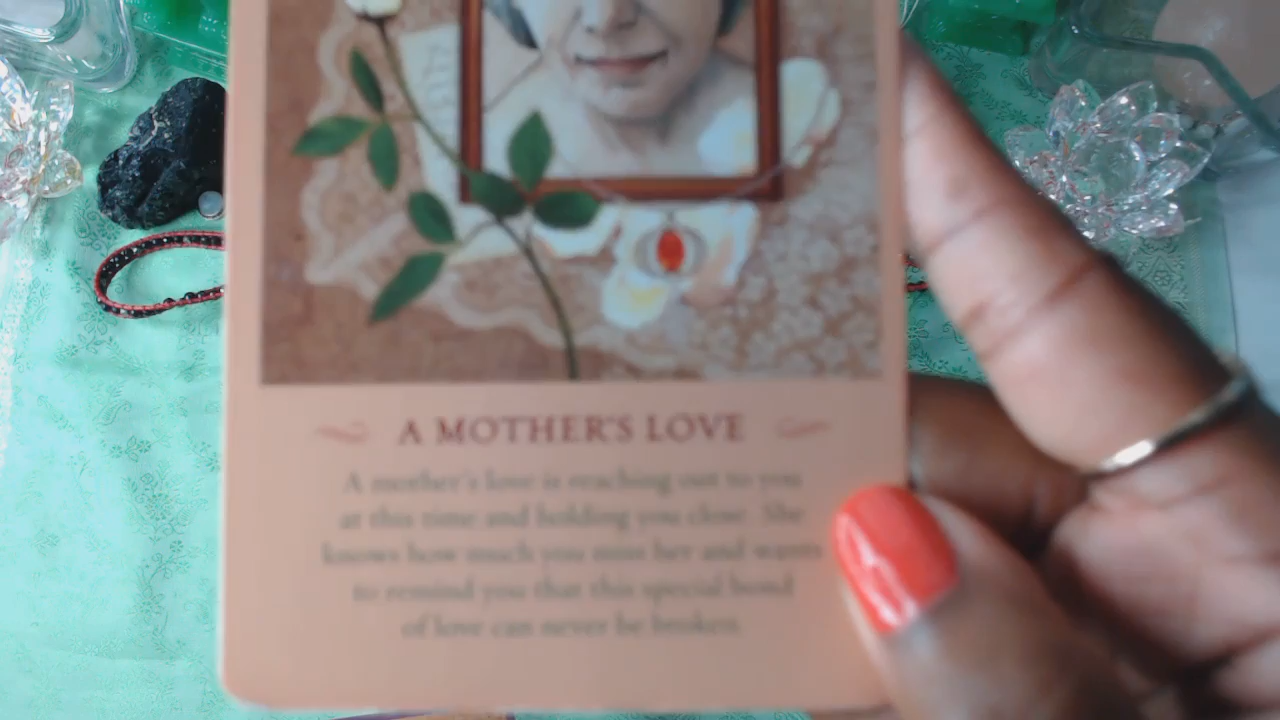 A MOTHER'S LOVE
A mother's love is reaching out to you
at this time and holding you close. She
knows how much you miss her and wants
to remind you that this special bond
of love can never be broken.